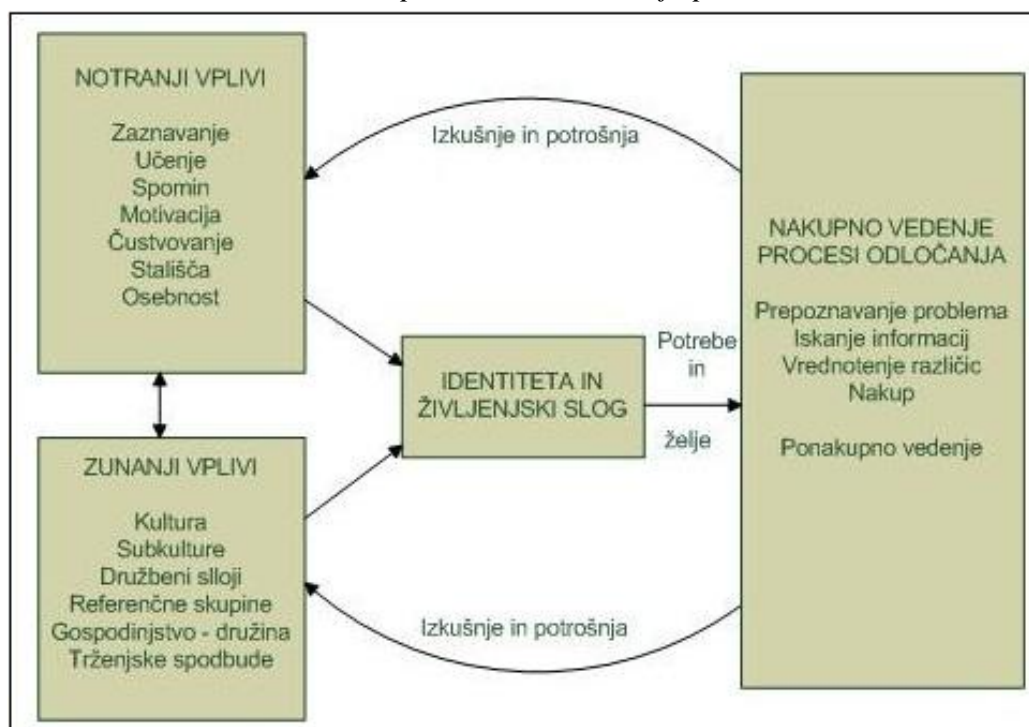 NOTRANJI VPLIVI
Zaznavanje
Učenje
Spomin
Motivacija
Čustvovanje
Stališča
Osebnost
ZUNANJI VPLIVI
Kultura
Subkulture
Družbeni slloji
Referenčne skupine
Gospodinjstvo - družina
Trženjske spodbude
Izkušnje in potrošnja
IDENTITETA IN
ŽIVLJENJSKI SLOG
Potrebe
in
želje
Izkušnje in potrošnja
NAKUPNO VEDENJE
PROCESI ODLOČANJA
Prepoznavanje problema
Iskanje informacij
Vrednotenje različic
Nakup
Ponakupno vedenje